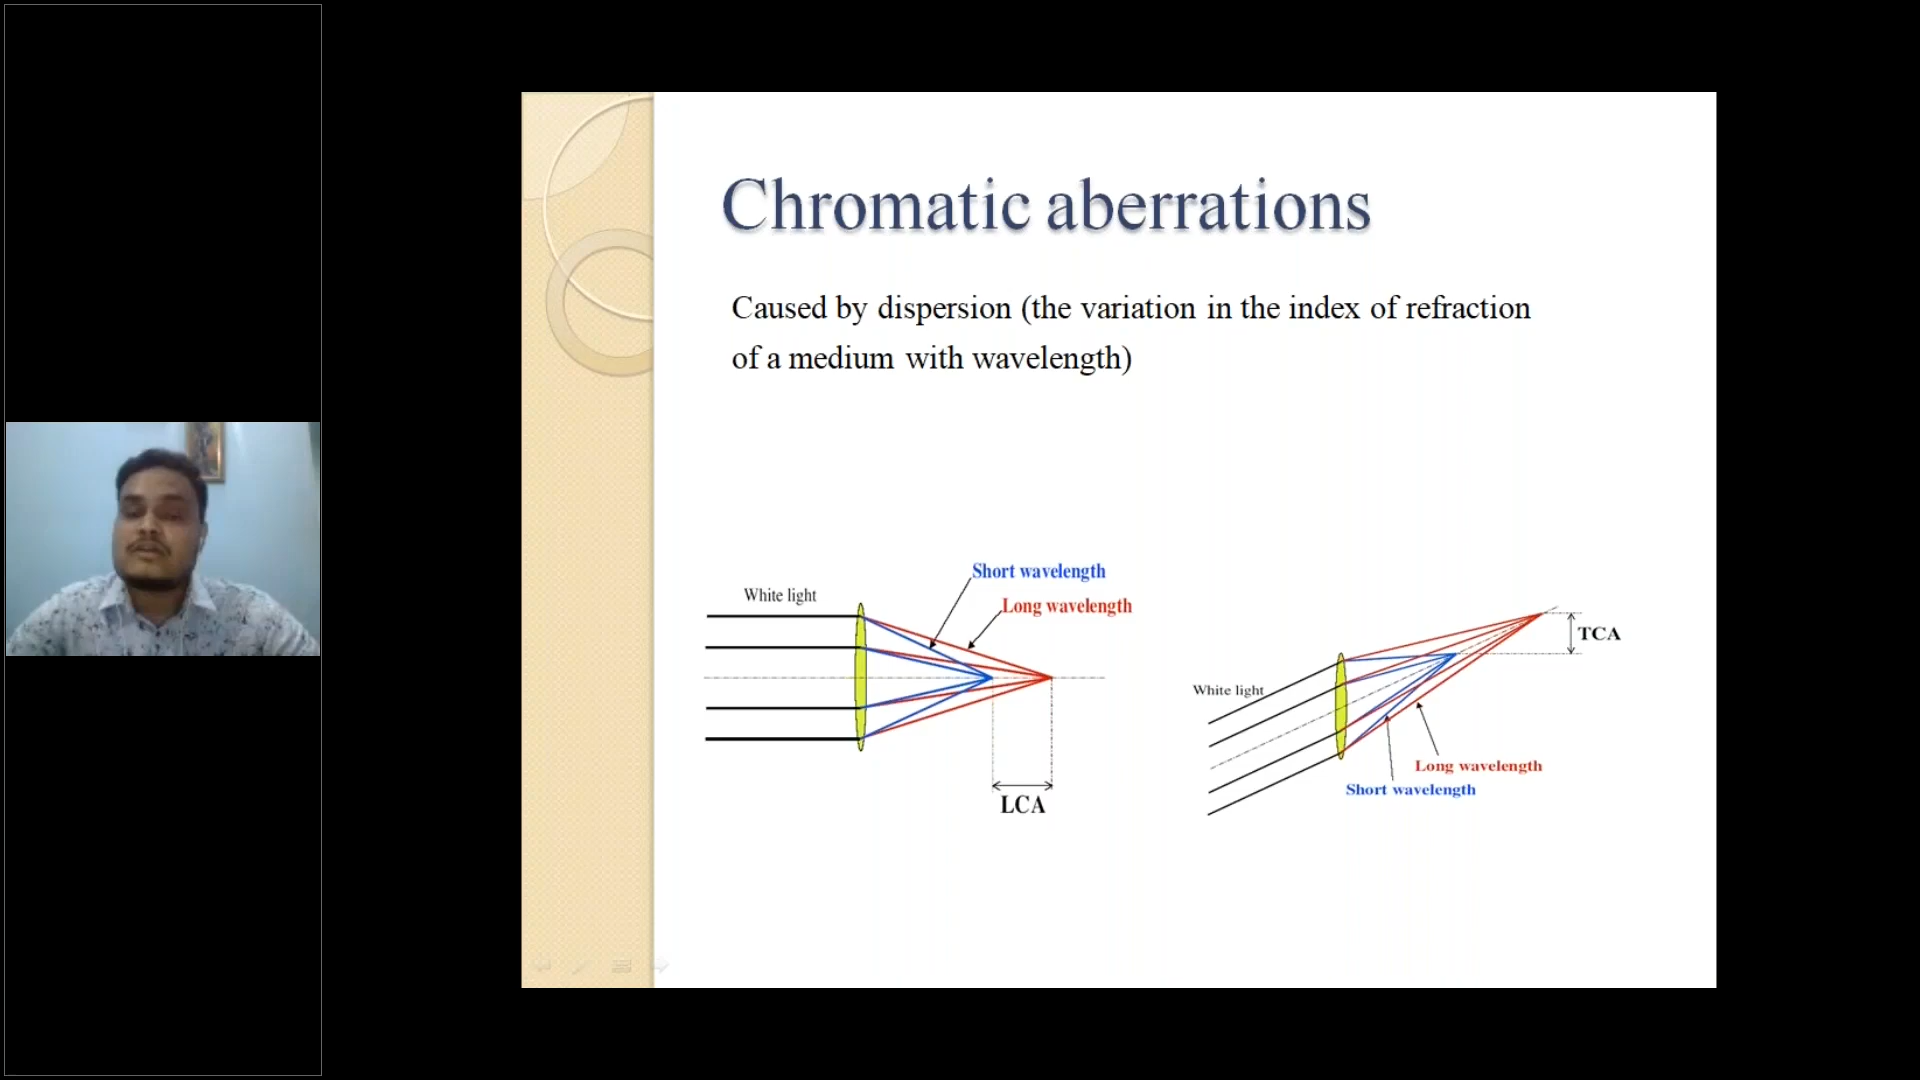 Chromatic aberrations
Caused by dispersion (the variation in the index of refraction
of a medium with wavelength)
White light
Short wavelength
Long wavelength
LCA
White light
TCA
Long wavelength
Short wavelength